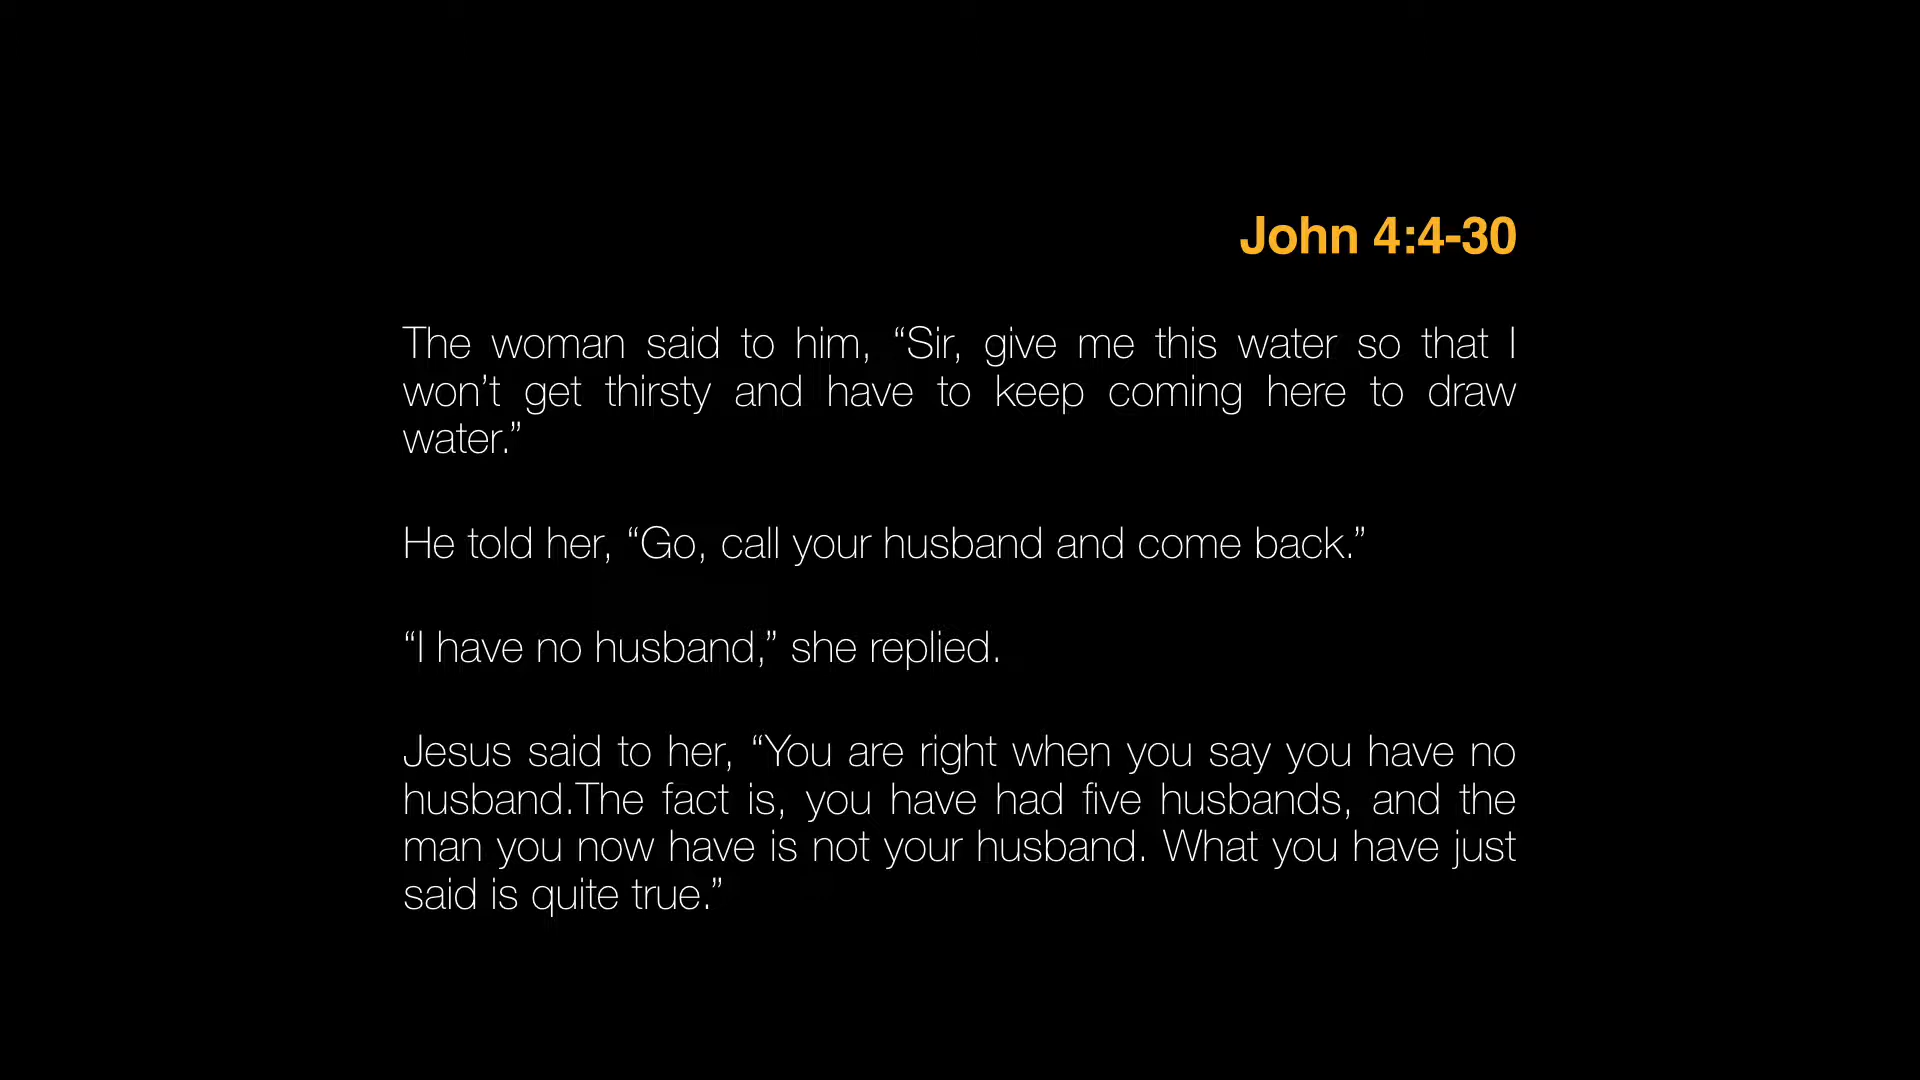 John 4:4-30
The woman said to him, “Sir, give me this water so that I
won’t get thirsty and have to keep coming here to draw
water.”
He told her, “Go, call your husband and come back.”
“I have no husband,” she replied.
Jesus said to her, “You are right when you say you have no
husband.The fact is, you have had five husbands, and the
man you now have is not your husband. What you have just
said is quite true.”